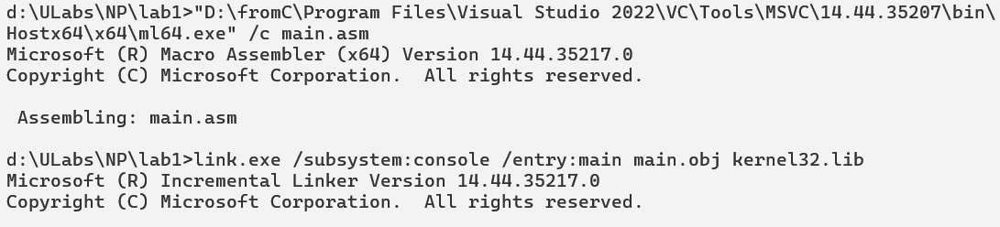 d:\ULabs\NP\lab1>"D:\fromC\Program Files\Visual Studio 2022\VC\Tools\MSVC\14.44.35207\bin\
Hostx64\x64\ml64.exe" /c main.asm
Microsoft (R) Macro Assembler (x64) Version 14.44.35217.0
Copyright (C) Microsoft Corporation.  All rights reserved.

 Assembling: main.asm

d:\ULabs\NP\lab1>link.exe /subsystem:console /entry:main main.obj kernel32.lib
Microsoft (R) Incremental Linker Version 14.44.35217.0
Copyright (C) Microsoft Corporation.  All rights reserved.